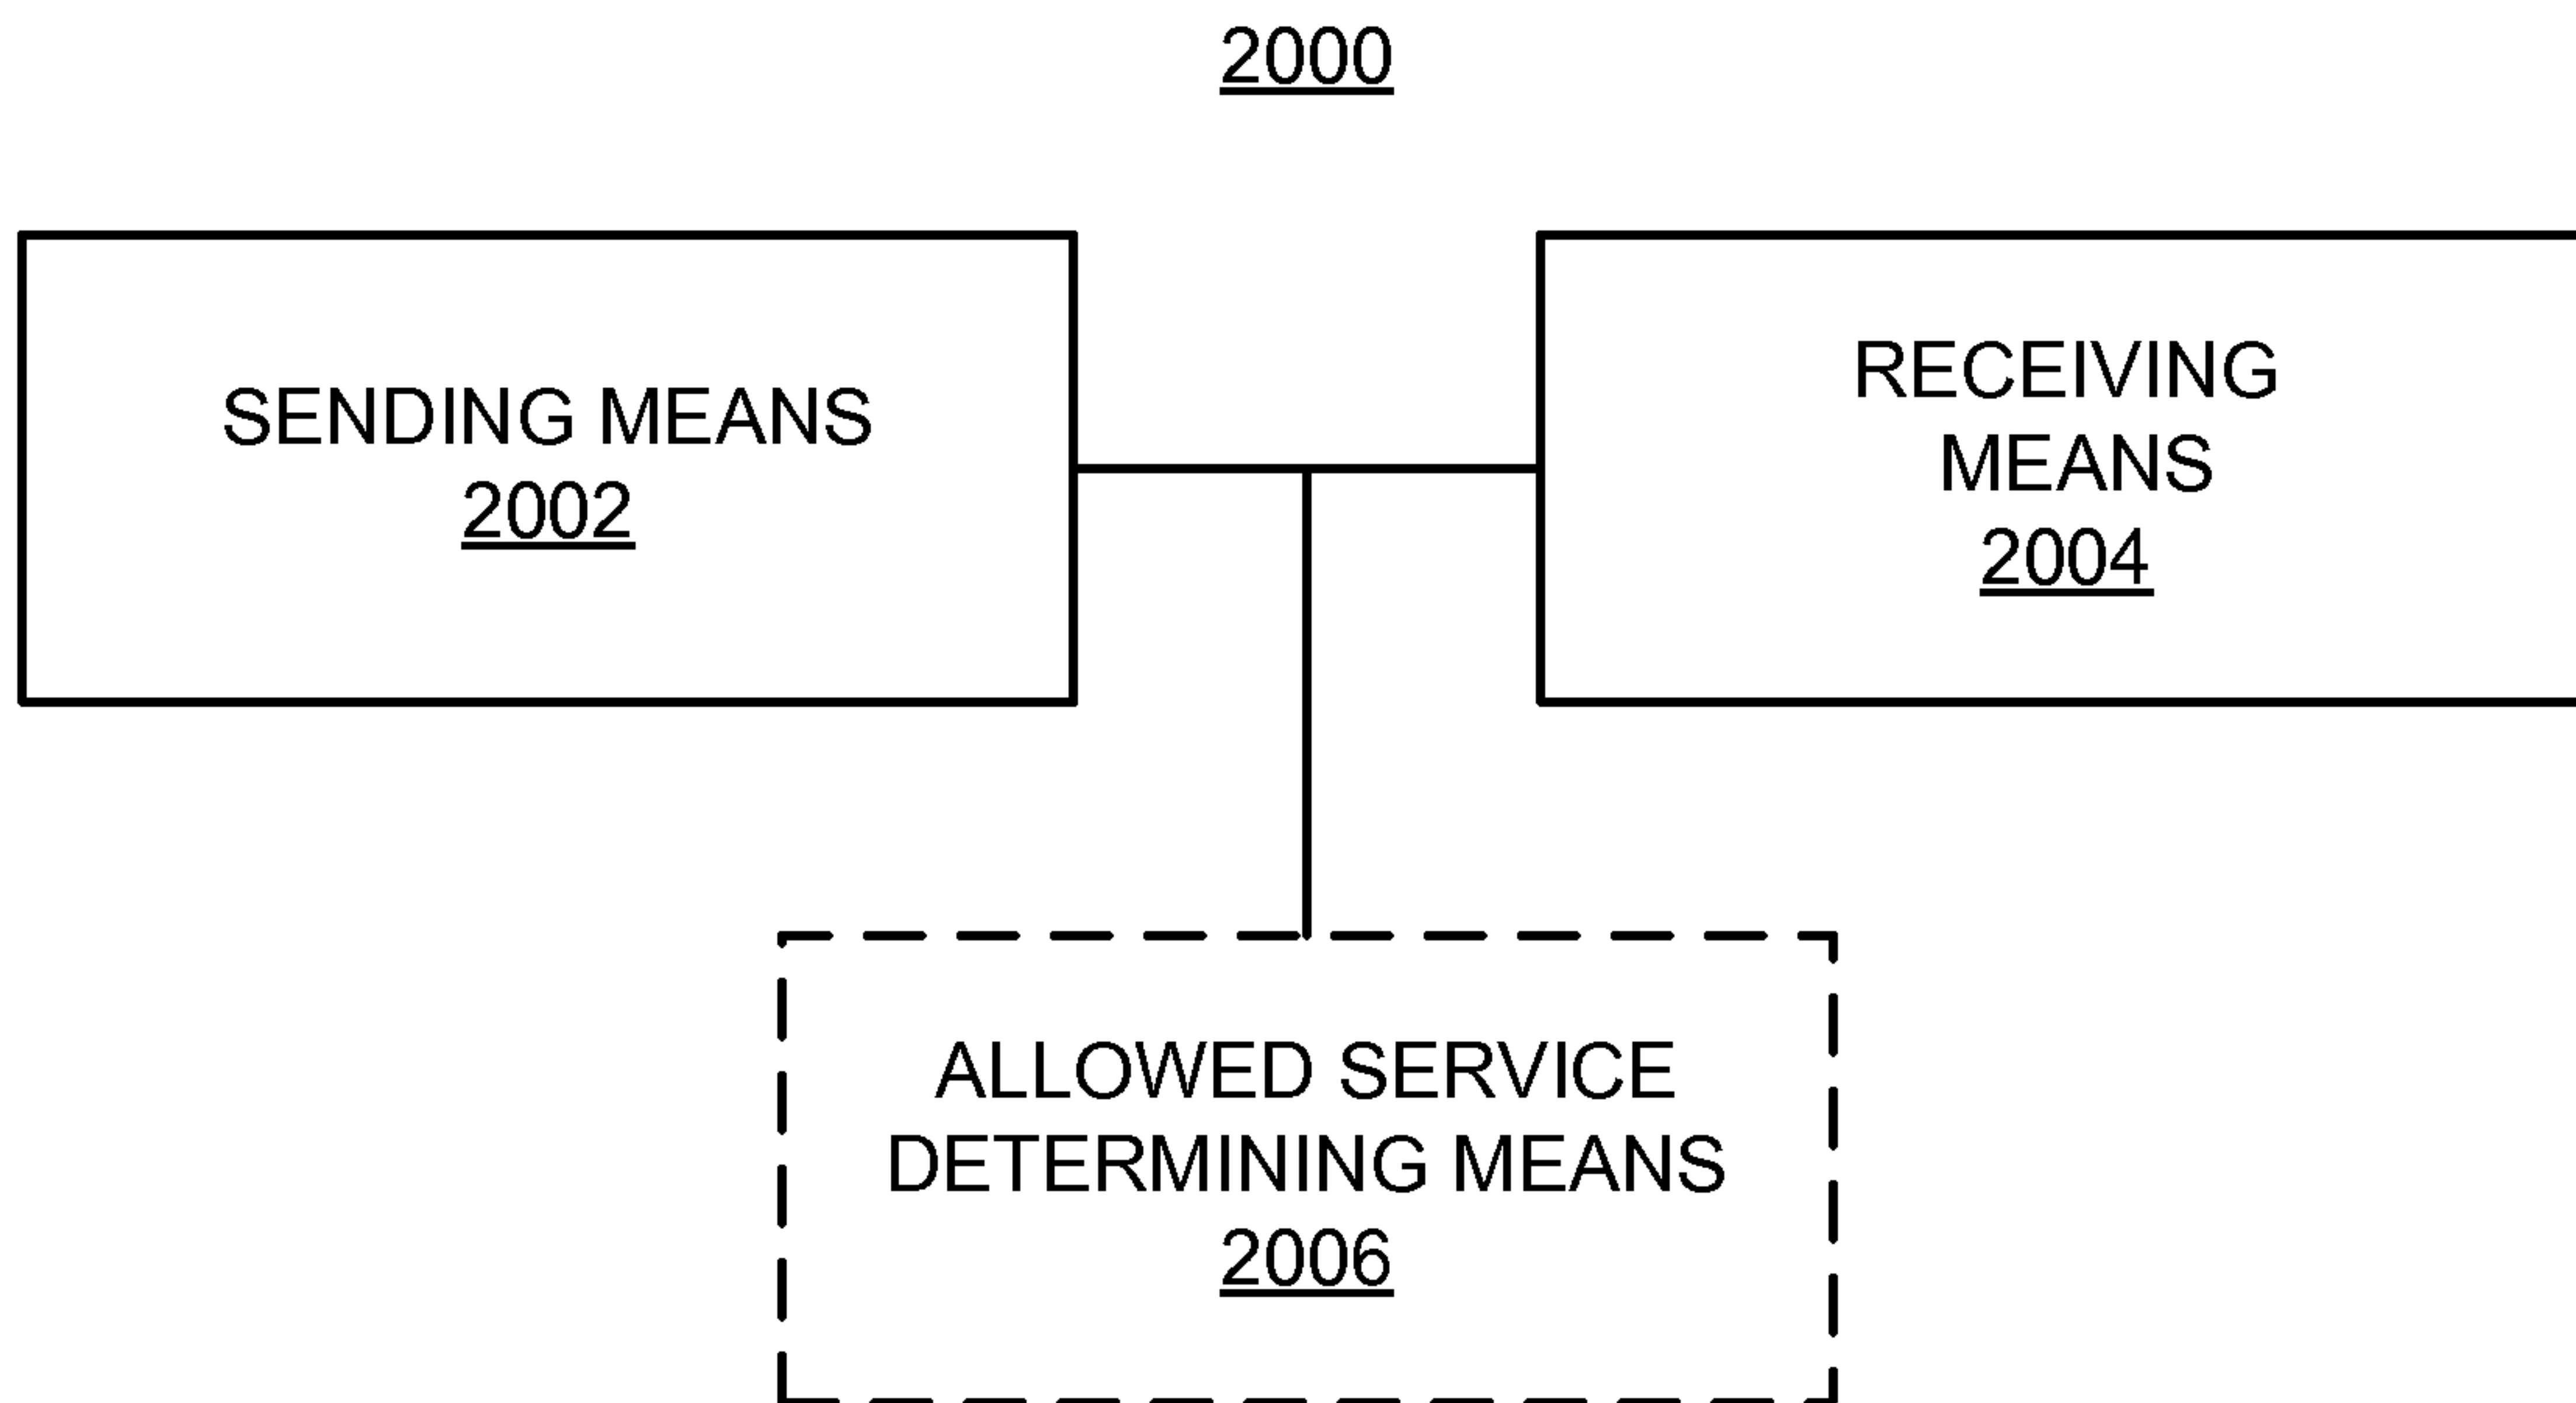 2000
SENDING MEANS
2002
RECEIVING
MEANS
2004
ALLOWED SERVICE
DETERMINING MEANS
2006